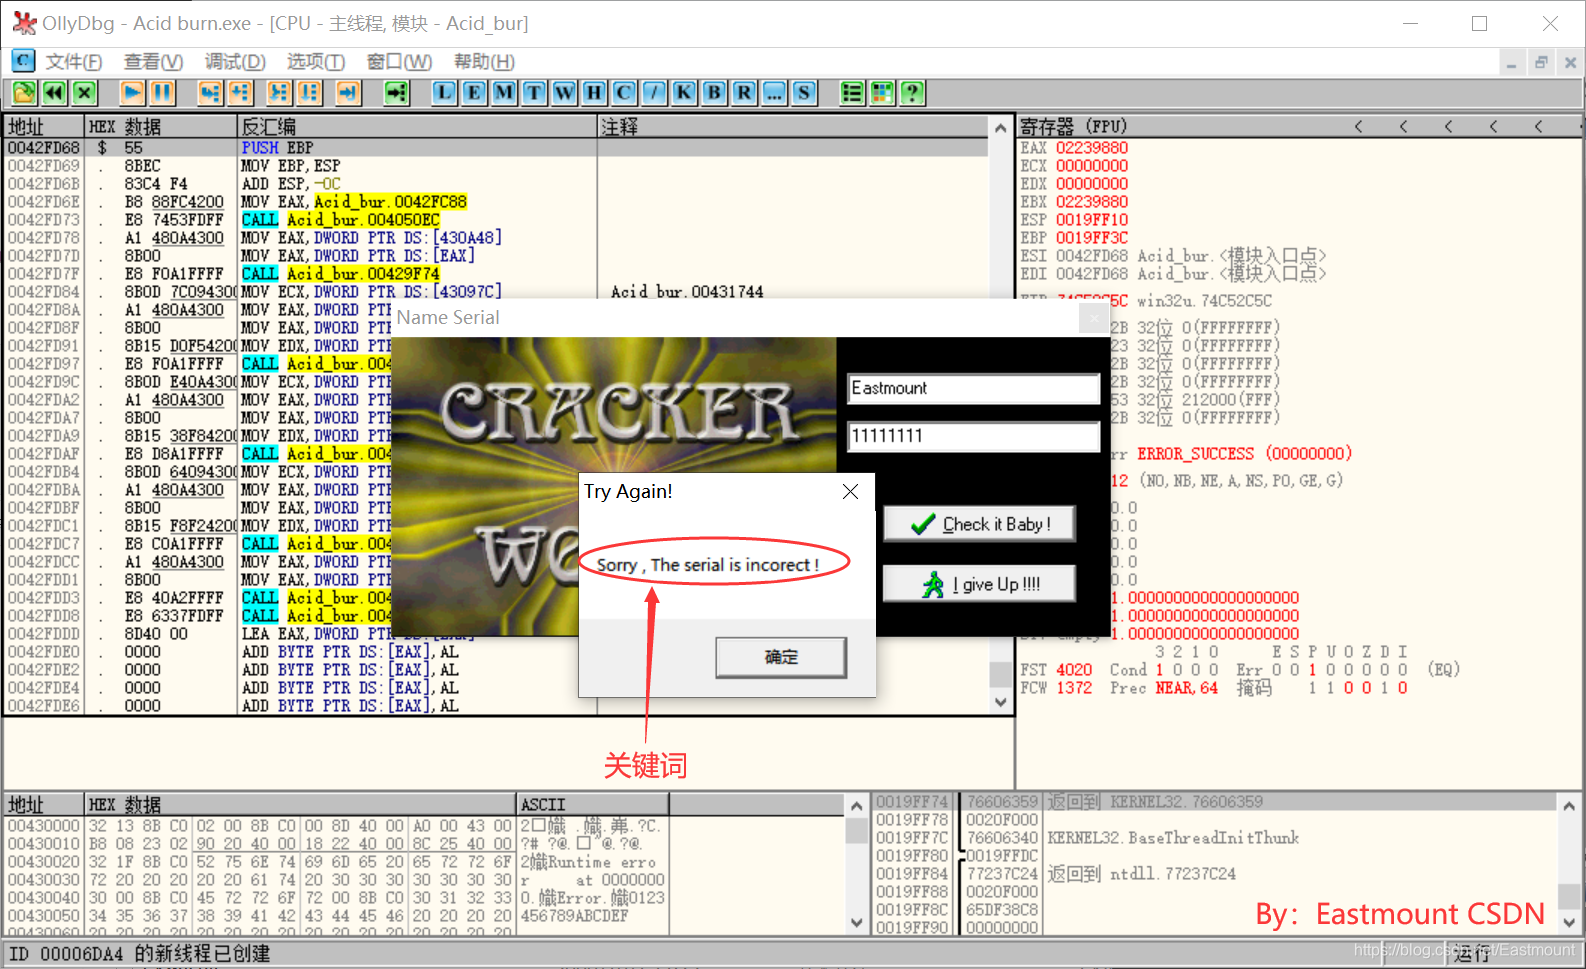 OllyDbg - Acid burn.exe - [CPU - 主线程, 模块 - Acid_bur]
C 文件(F) 查看(V) 调试(D) 选项(T) 窗口(W) 帮助(H)
L E M T W H C / K B R ... S ?
地址 HEX 数据 反汇编 注释
0042FD68 $ 55 PUSH EBP
0042FD69 . 8BEC MOV EBP,ESP
0042FD6B . 83C4 F4 ADD ESP,-0C
0042FD6E . B8 88FC4200 MOV EAX,Acid_bur.0042FC88
0042FD73 . E8 7453FDFF CALL Acid_bur.004050EC
0042FD78 . A1 480A4300 MOV EAX,DWORD PTR DS:[430A48]
0042FD7D . 8B00 MOV EAX,DWORD PTR DS:[EAX]
0042FD7F . E8 F0A1FFFF CALL Acid_bur.00429F74
0042FD84 . 8B0D 7C094300 MOV ECX,DWORD PTR DS:[43097C] Acid_bur.00431744
0042FD8A . A1 480A4300 MOV EAX,DWORD PTR
0042FD8F . 8B00 MOV EAX,DWORD PTR
0042FD91 . 8B15 D0F54200 MOV EDX,DWORD PTR
0042FD97 . E8 F0A1FFFF CALL Acid_bur.004
0042FD9C . 8B0D E40A4300 MOV ECX,DWORD PTR
0042FDA2 . A1 480A4300 MOV EAX,DWORD PTR
0042FDA7 . 8B00 MOV EAX,DWORD PTR
0042FDA9 . 8B15 38F84200 MOV EDX,DWORD PTR
0042FDAF . E8 D8A1FFFF CALL Acid_bur.004
0042FDB4 . 8B0D 64094300 MOV ECX,DWORD PTR
0042FDBA . A1 480A4300 MOV EAX,DWORD PTR
0042FDBF . 8B00 MOV EAX,DWORD PTR
0042FDC1 . 8B15 F8F24200 MOV EDX,DWORD PTR
0042FDC7 . E8 C0A1FFFF CALL Acid_bur.004
0042FDCC . A1 480A4300 MOV EAX,DWORD PTR
0042FDD1 . 8B00 MOV EAX,DWORD PTR
0042FDD3 . E8 40A2FFFF CALL Acid_bur.004
0042FDD8 . E8 6337FDFF CALL Acid_bur.004
0042FDDD . 8D40 00 LEA EAX,DWORD PTR DS:[EAX]
0042FDE0 0000 ADD BYTE PTR DS:[EAX],AL
0042FDE2 0000 ADD BYTE PTR DS:[EAX],AL
0042FDE4 0000 ADD BYTE PTR DS:[EAX],AL
0042FDE6 0000 ADD BYTE PTR DS:[EAX],AL
寄存器 (FPU) < < < < <
EAX 02239880
ECX 00000000
EDX 00000000
EBX 02239880
ESP 0019FF10
EBP 0019FF3C
ESI 0042FD68 Acid_bur.<模块入口点>
EDI 0042FD68 Acid_bur.<模块入口点>
EIP 74C52C5C win32u.74C52C5C
2B 32位 0(FFFFFFFF)
23 32位 0(FFFFFFFF)
2B 32位 0(FFFFFFFF)
2B 32位 0(FFFFFFFF)
53 32位 212000(FFF)
2B 32位 0(FFFFFFFF)
rr ERROR_SUCCESS (00000000)
12 (NO,NB,NE,A,NS,PO,GE,G)
0.0
0.0
0.0
0.0
0.0
1.0000000000000000000
1.0000000000000000000
empty 1.0000000000000000000
3 2 1 0 E S P U O Z D I
FST 4020 Cond 1 0 0 0 Err 0 0 1 0 0 0 0 0 (EQ)
FCW 1372 Prec NEAR,64 掩码 1 1 0 0 1 0
Name Serial
CRACKER
WO
Eastmount
11111111
Check it Baby !
I give Up !!!!
Try Again!
Sorry , The serial is incorect !
确定
关键词
地址 HEX 数据 ASCII
00430000 32 13 8B C0 02 00 8B C0 00 8D 40 00 A0 00 43 00
00430010 B8 08 23 02 90 20 40 00 18 22 40 00 8C 25 40 00
00430020 32 1F 8B C0 52 75 6E 74 69 6D 65 20 65 72 72 6F Runtime erro
00430030 72 20 20 20 20 20 61 74 20 30 30 30 30 30 30 30 r at 0000000
00430040 30 00 8B C0 45 72 72 6F 72 00 8B C0 30 31 32 33 0.Error.0123
00430050 34 35 36 37 38 39 41 42 43 44 45 46 20 20 20 20 456789ABCDEF
0019FF74 76606359 返回到 KERNEL32.76606359
0019FF78 0020F000
0019FF7C 76606340 KERNEL32.BaseThreadInitThunk
0019FF80 0019FFDC
0019FF84 77237C24 返回到 ntdll.77237C24
0019FF88 0020F000
0019FF8C 65DF38C8
0019FF90 00000000
By：Eastmount CSDN
ID 00006DA4 的新线程已创建
运行
https://blog.csdn.net/Eastmount